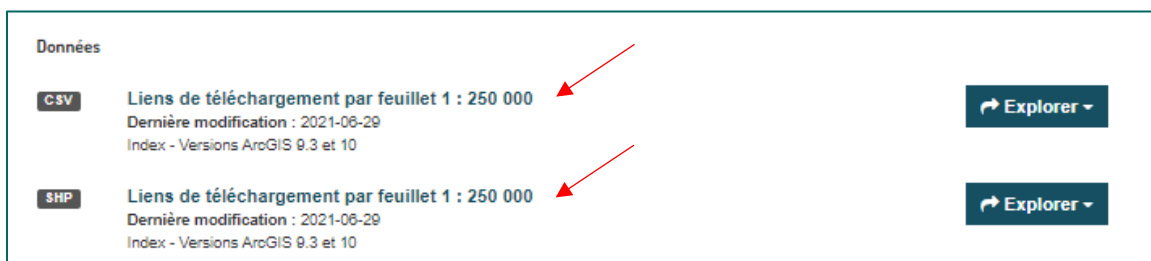 Données
CSV
Liens de téléchargement par feuillet 1 : 250 000
Dernière modification : 2021-06-29
Index - Versions ArcGIS 9.3 et 10
Explorer
SHP
Liens de téléchargement par feuillet 1 : 250 000
Dernière modification : 2021-06-29
Index - Versions ArcGIS 9.3 et 10
Explorer